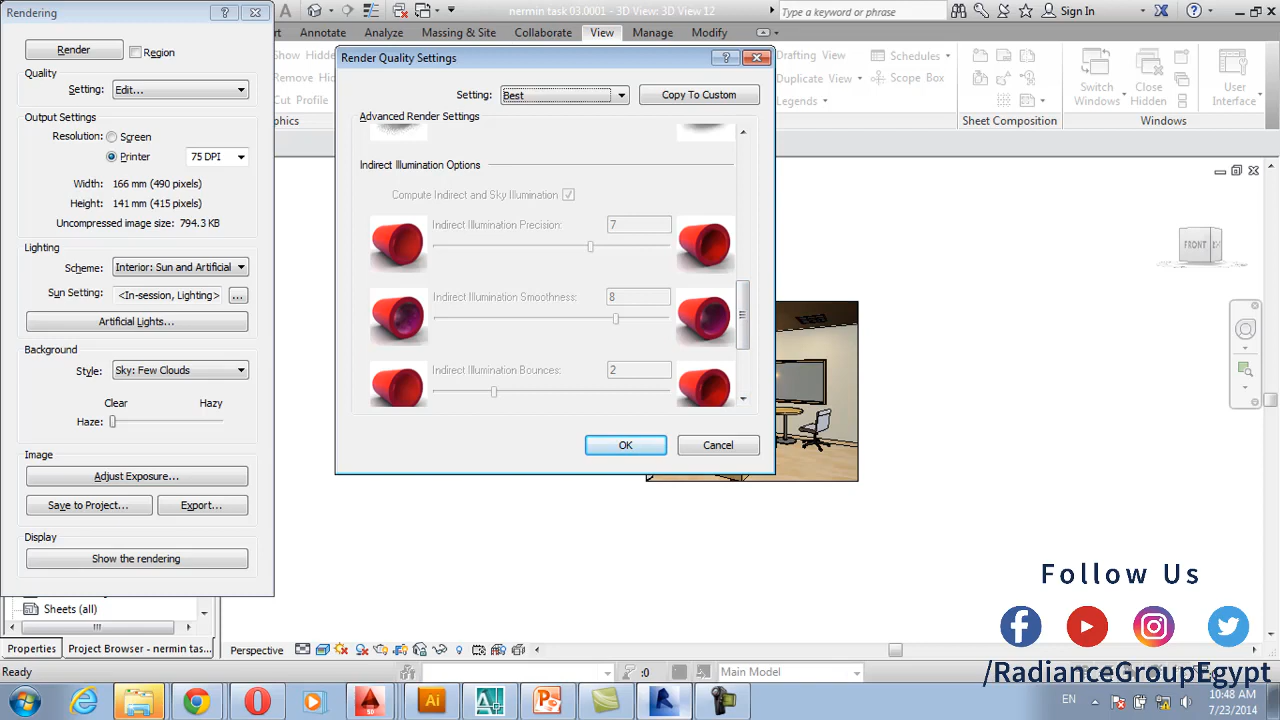 Rendering
nermin task 03.0001 - 3D View: 3D View 12
Type a keyword or phrase
Sign In
Annotate
Massing & Site
Collaborate
View
Manage
Modify
Render
Region
Quality
Setting:
Edit...
Output Settings
Resolution:
Screen
Printer
75 DPI
Width:
166 mm (490 pixels)
Height:
141 mm (415 pixels)
Uncompressed image size:
794.3 KB
Lighting
Scheme:
Interior: Sun and Artificial
Sun Setting:
<In-session, Lighting>
...
Artificial Lights...
Background
Style:
Sky: Few Clouds
Clear
Hazy
Haze:
Image
Adjust Exposure...
Save to Project...
Export...
Display
Show the rendering
Show Hidden
Remove Hidden
Cut Profile
Render Quality Settings
Setting:
Best
Copy To Custom
Advanced Render Settings
Indirect Illumination Options
Compute Indirect and Sky Illumination
Indirect Illumination Precision:
7
Indirect Illumination Smoothness:
8
Indirect Illumination Bounces:
2
OK
Cancel
Drafting View
Duplicate View
Legends
Schedules
Scope Box
Sheet Composition
Switch
Windows
Close
Hidden
User
Interface
Windows
FRONT
Sheets (all)
Properties
Project Browser - nermin task...
Perspective
Ready
:0
Main Model
Follow Us
/RadianceGroupEgypt
EN
10:48 AM
7/23/2014